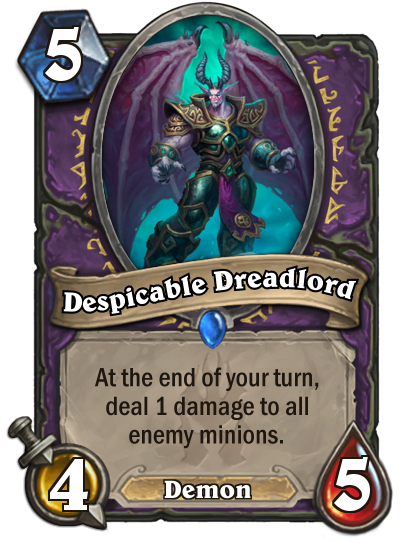 5
Despicable Dreadlord
At the end of your turn,
deal 1 damage to all
enemy minions.
4
Demon
5